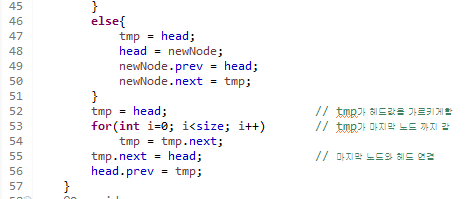 45 }
46 else{
47 tmp = head;
48 head = newNode;
49 newNode.prev = head;
50 newNode.next = tmp;
51 }
52 tmp = head; // tmp가 헤드값을 가르키게함
53 for(int i=0; i<size; i++) // tmp가 마지막 노드 까지 감
54 tmp = tmp.next;
55 tmp.next = head; // 마지막 노드와 헤드 연결
56 head.prev = tmp;
57 }